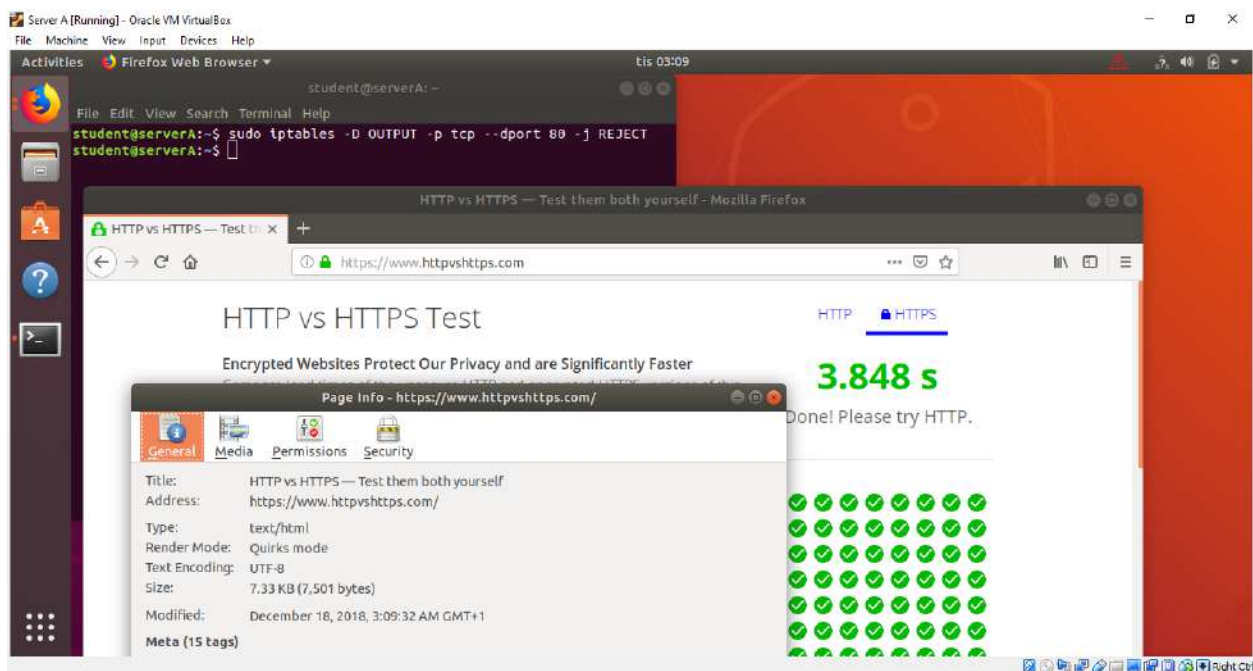 Server A [Running] - Oracle VM VirtualBox
File Machine View Input Devices Help
Activities Firefox Web Browser tis 03:09
student@serverA: ~
File Edit View Search Terminal Help
student@serverA:~$ sudo iptables -D OUTPUT -p tcp --dport 80 -j REJECT
student@serverA:~$
HTTP vs HTTPS — Test them both yourself - Mozilla Firefox
HTTP vs HTTPS — Test th
https://www.httpvshttps.com
HTTP vs HTTPS Test
HTTP HTTPS
Encrypted Websites Protect Our Privacy and are Significantly Faster
3.848 s
Done! Please try HTTP.
Page Info - https://www.httpvshttps.com/
General Media Permissions Security
Title: HTTP vs HTTPS — Test them both yourself
Address: https://www.httpvshttps.com/
Type: text/html
Render Mode: Quirks mode
Text Encoding: UTF-8
Size: 7.33 KB (7,501 bytes)
Modified: December 18, 2018, 3:09:32 AM GMT+1
Meta (15 tags)
Right Ctrl